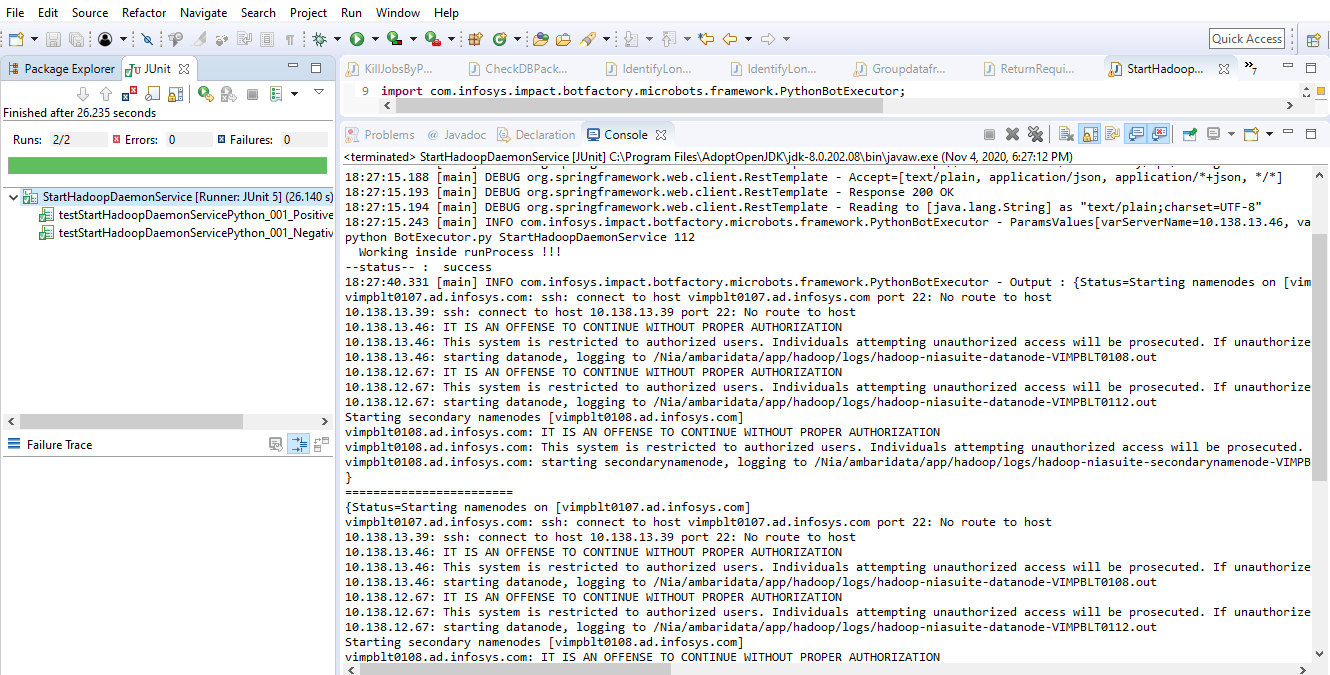 File Edit Source Refactor Navigate Search Project Run Window Help
Quick Access
Package Explorer JUnit
Finished after 26.235 seconds
Runs: 2/2 Errors: 0 Failures: 0
StartHadoopDaemonService [Runner: JUnit 5] (26.140 s)
testStartHadoopDaemonServicePython_001_Positive
testStartHadoopDaemonServicePython_001_Negativ
Failure Trace
KillJobsByP... CheckDBPack... IdentifyLon... IdentifyLon... Groupdatafr... ReturnRequi... StartHadoop... »7
9 import com.infosys.impact.botfactory.microbots.framework.PythonBotExecutor;
Problems @ Javadoc Declaration Console
<terminated> StartHadoopDaemonService [JUnit] C:\Program Files\AdoptOpenJDK\jdk-8.0.202.08\bin\javaw.exe (Nov 4, 2020, 6:27:12 PM)
18:27:15.188 [main] DEBUG org.springframework.web.client.RestTemplate - Accept=[text/plain, application/json, application/*+json, */*]
18:27:15.193 [main] DEBUG org.springframework.web.client.RestTemplate - Response 200 OK
18:27:15.194 [main] DEBUG org.springframework.web.client.RestTemplate - Reading to [java.lang.String] as "text/plain;charset=UTF-8"
18:27:15.243 [main] INFO com.infosys.impact.botfactory.microbots.framework.PythonBotExecutor - ParamsValues[varServerName=10.138.13.46, va
python BotExecutor.py StartHadoopDaemonService 112
Working inside runProcess !!!
--status-- : success
18:27:40.331 [main] INFO com.infosys.impact.botfactory.microbots.framework.PythonBotExecutor - Output : {Status=Starting namenodes on [vim
vimpblt0107.ad.infosys.com: ssh: connect to host vimpblt0107.ad.infosys.com port 22: No route to host
10.138.13.39: ssh: connect to host 10.138.13.39 port 22: No route to host
10.138.13.46: IT IS AN OFFENSE TO CONTINUE WITHOUT PROPER AUTHORIZATION
10.138.13.46: This system is restricted to authorized users. Individuals attempting unauthorized access will be prosecuted. If unauthorize
10.138.13.46: starting datanode, logging to /Nia/ambaridata/app/hadoop/logs/hadoop-niasuite-datanode-VIMPBLT0108.out
10.138.12.67: IT IS AN OFFENSE TO CONTINUE WITHOUT PROPER AUTHORIZATION
10.138.12.67: This system is restricted to authorized users. Individuals attempting unauthorized access will be prosecuted. If unauthorize
10.138.12.67: starting datanode, logging to /Nia/ambaridata/app/hadoop/logs/hadoop-niasuite-datanode-VIMPBLT0112.out
Starting secondary namenodes [vimpblt0108.ad.infosys.com]
vimpblt0108.ad.infosys.com: IT IS AN OFFENSE TO CONTINUE WITHOUT PROPER AUTHORIZATION
vimpblt0108.ad.infosys.com: This system is restricted to authorized users. Individuals attempting unauthorized access will be prosecuted.
vimpblt0108.ad.infosys.com: starting secondarynamenode, logging to /Nia/ambaridata/app/hadoop/logs/hadoop-niasuite-secondarynamenode-VIMPB
}
========================
{Status=Starting namenodes on [vimpblt0107.ad.infosys.com]
vimpblt0107.ad.infosys.com: ssh: connect to host vimpblt0107.ad.infosys.com port 22: No route to host
10.138.13.39: ssh: connect to host 10.138.13.39 port 22: No route to host
10.138.13.46: IT IS AN OFFENSE TO CONTINUE WITHOUT PROPER AUTHORIZATION
10.138.13.46: This system is restricted to authorized users. Individuals attempting unauthorized access will be prosecuted. If unauthorize
10.138.13.46: starting datanode, logging to /Nia/ambaridata/app/hadoop/logs/hadoop-niasuite-datanode-VIMPBLT0108.out
10.138.12.67: IT IS AN OFFENSE TO CONTINUE WITHOUT PROPER AUTHORIZATION
10.138.12.67: This system is restricted to authorized users. Individuals attempting unauthorized access will be prosecuted. If unauthorize
10.138.12.67: starting datanode, logging to /Nia/ambaridata/app/hadoop/logs/hadoop-niasuite-datanode-VIMPBLT0112.out
Starting secondary namenodes [vimpblt0108.ad.infosys.com]
vimpblt0108.ad.infosys.com: IT IS AN OFFENSE TO CONTINUE WITHOUT PROPER AUTHORIZATION